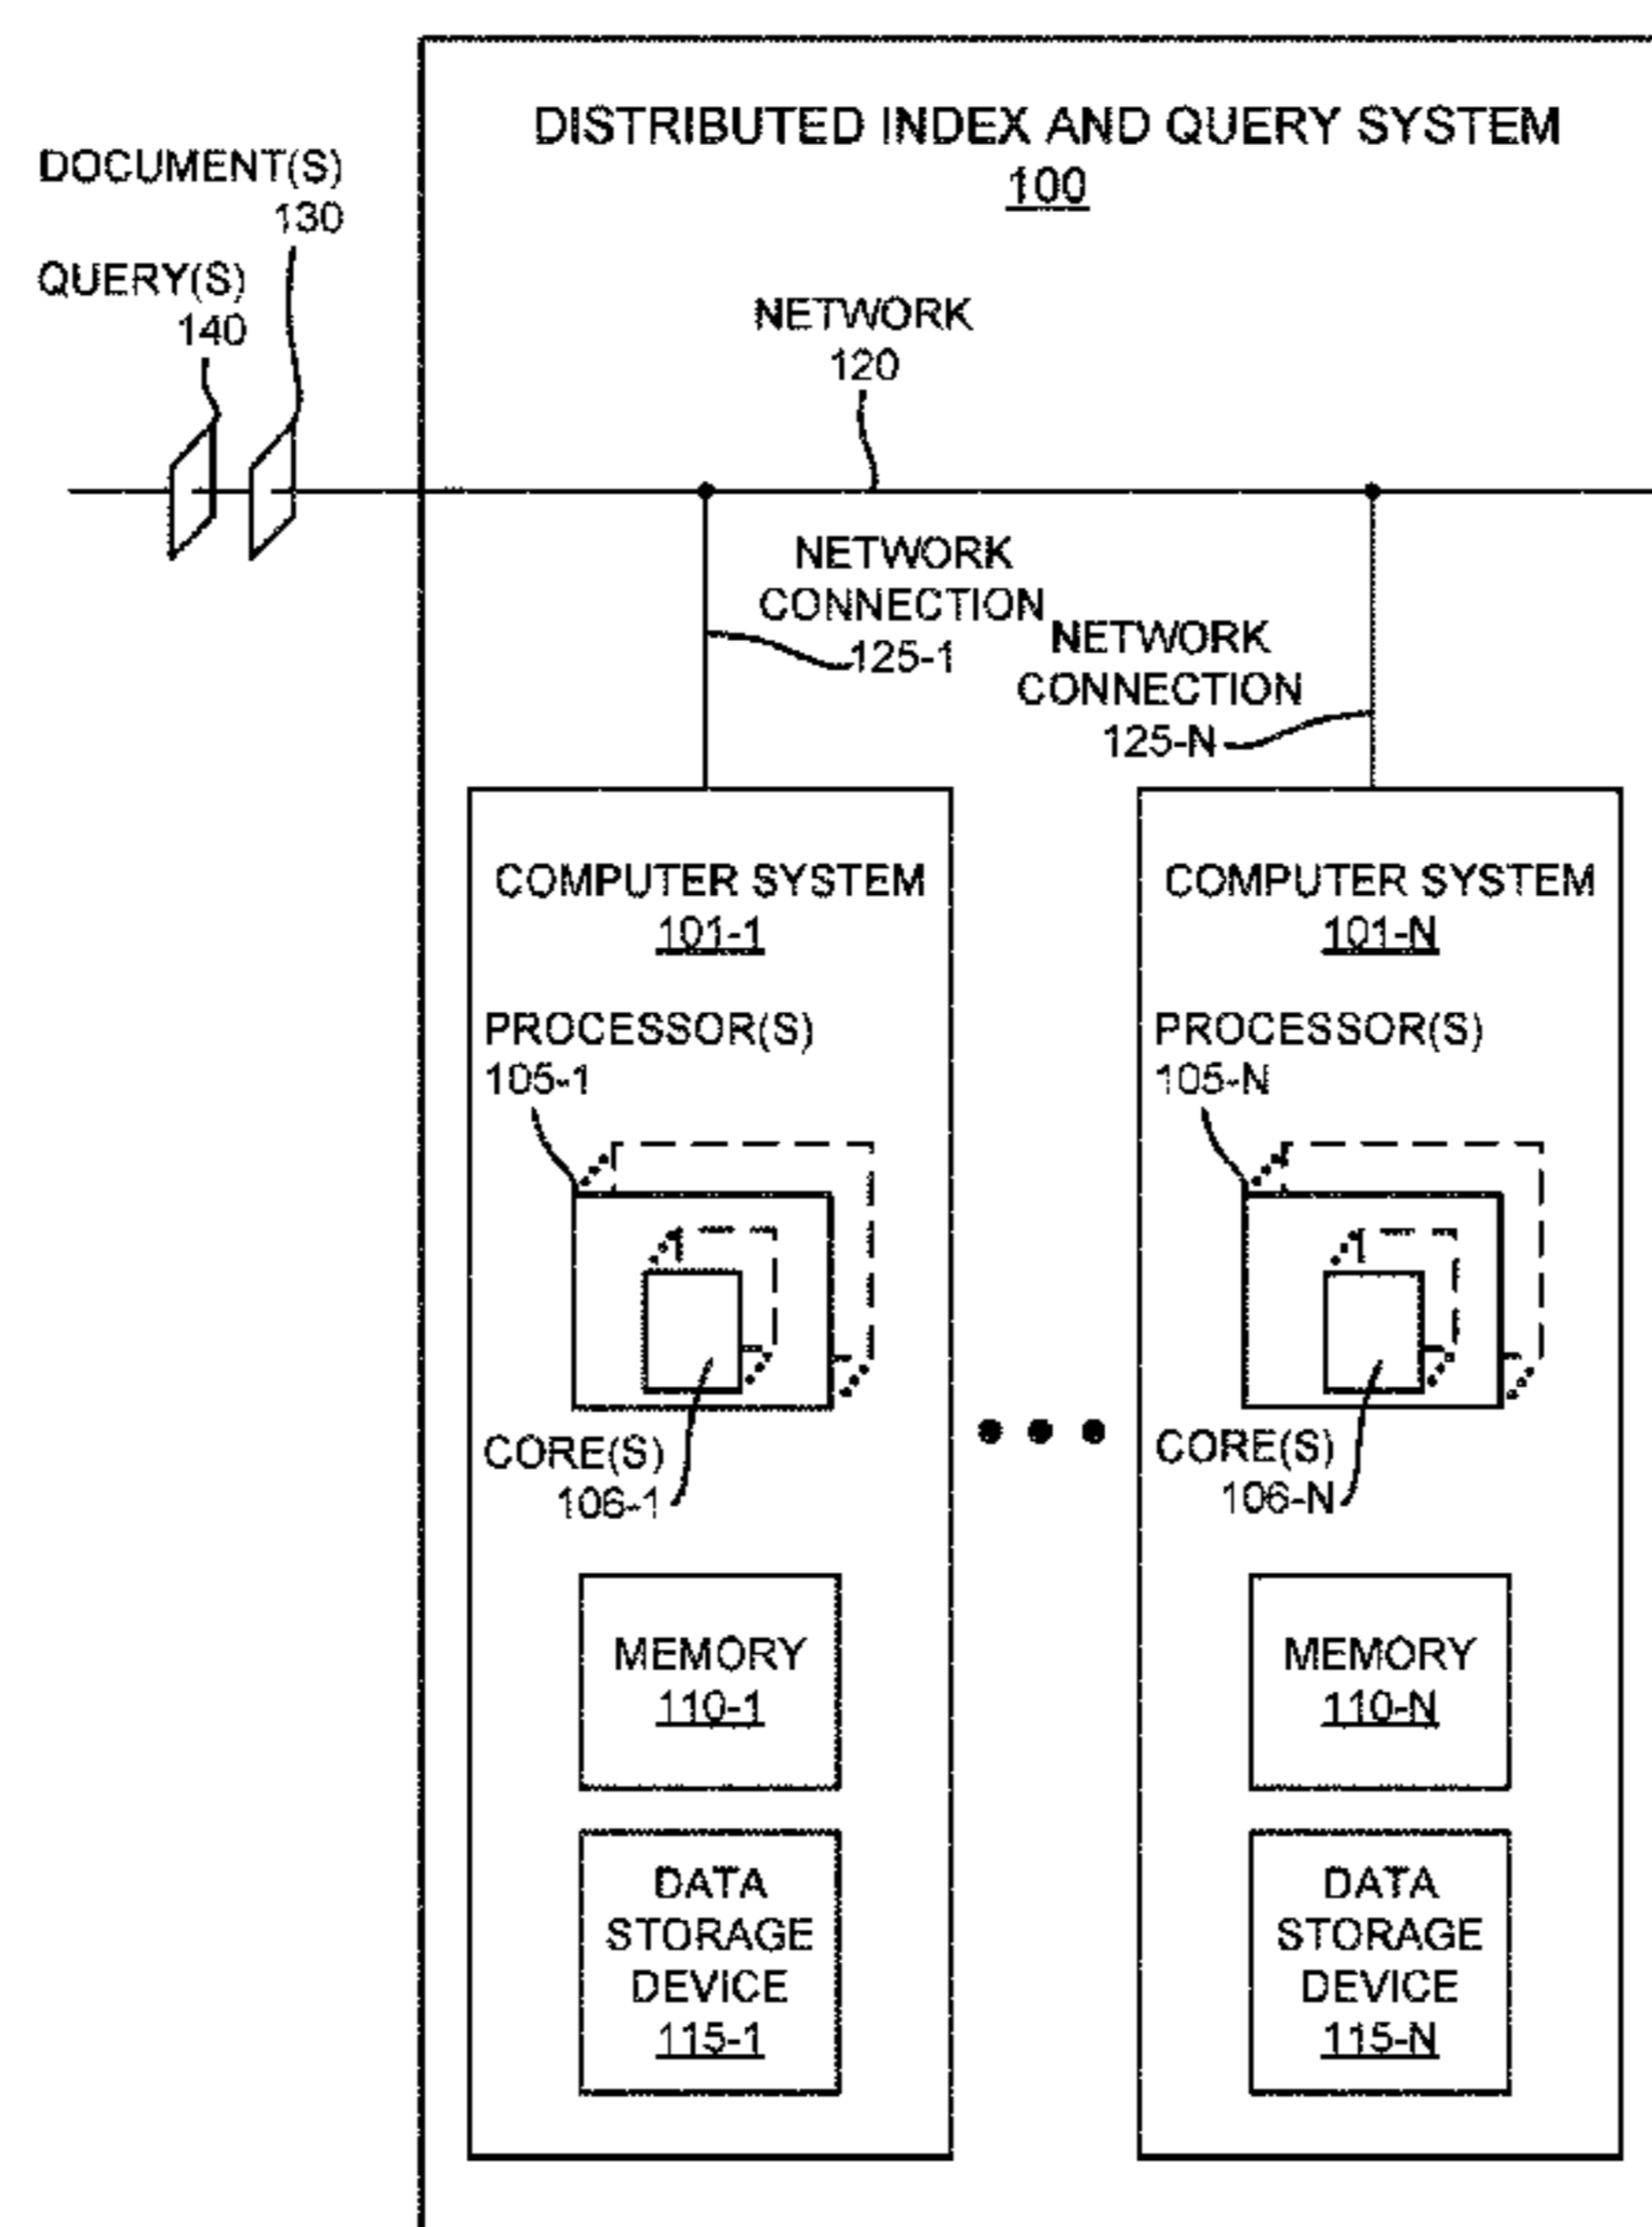 DISTRIBUTED INDEX AND QUERY SYSTEM
100
DOCUMENT(S)
130
QUERY(S)
140
NETWORK
120
NETWORK
CONNECTION
125-1
NETWORK
CONNECTION
125-N
COMPUTER SYSTEM
101-1
PROCESSOR(S)
105-1
CORE(S)
106-1
MEMORY
110-1
DATA
STORAGE
DEVICE
115-1
COMPUTER SYSTEM
101-N
PROCESSOR(S)
105-N
CORE(S)
106-N
MEMORY
110-N
DATA
STORAGE
DEVICE
115-N